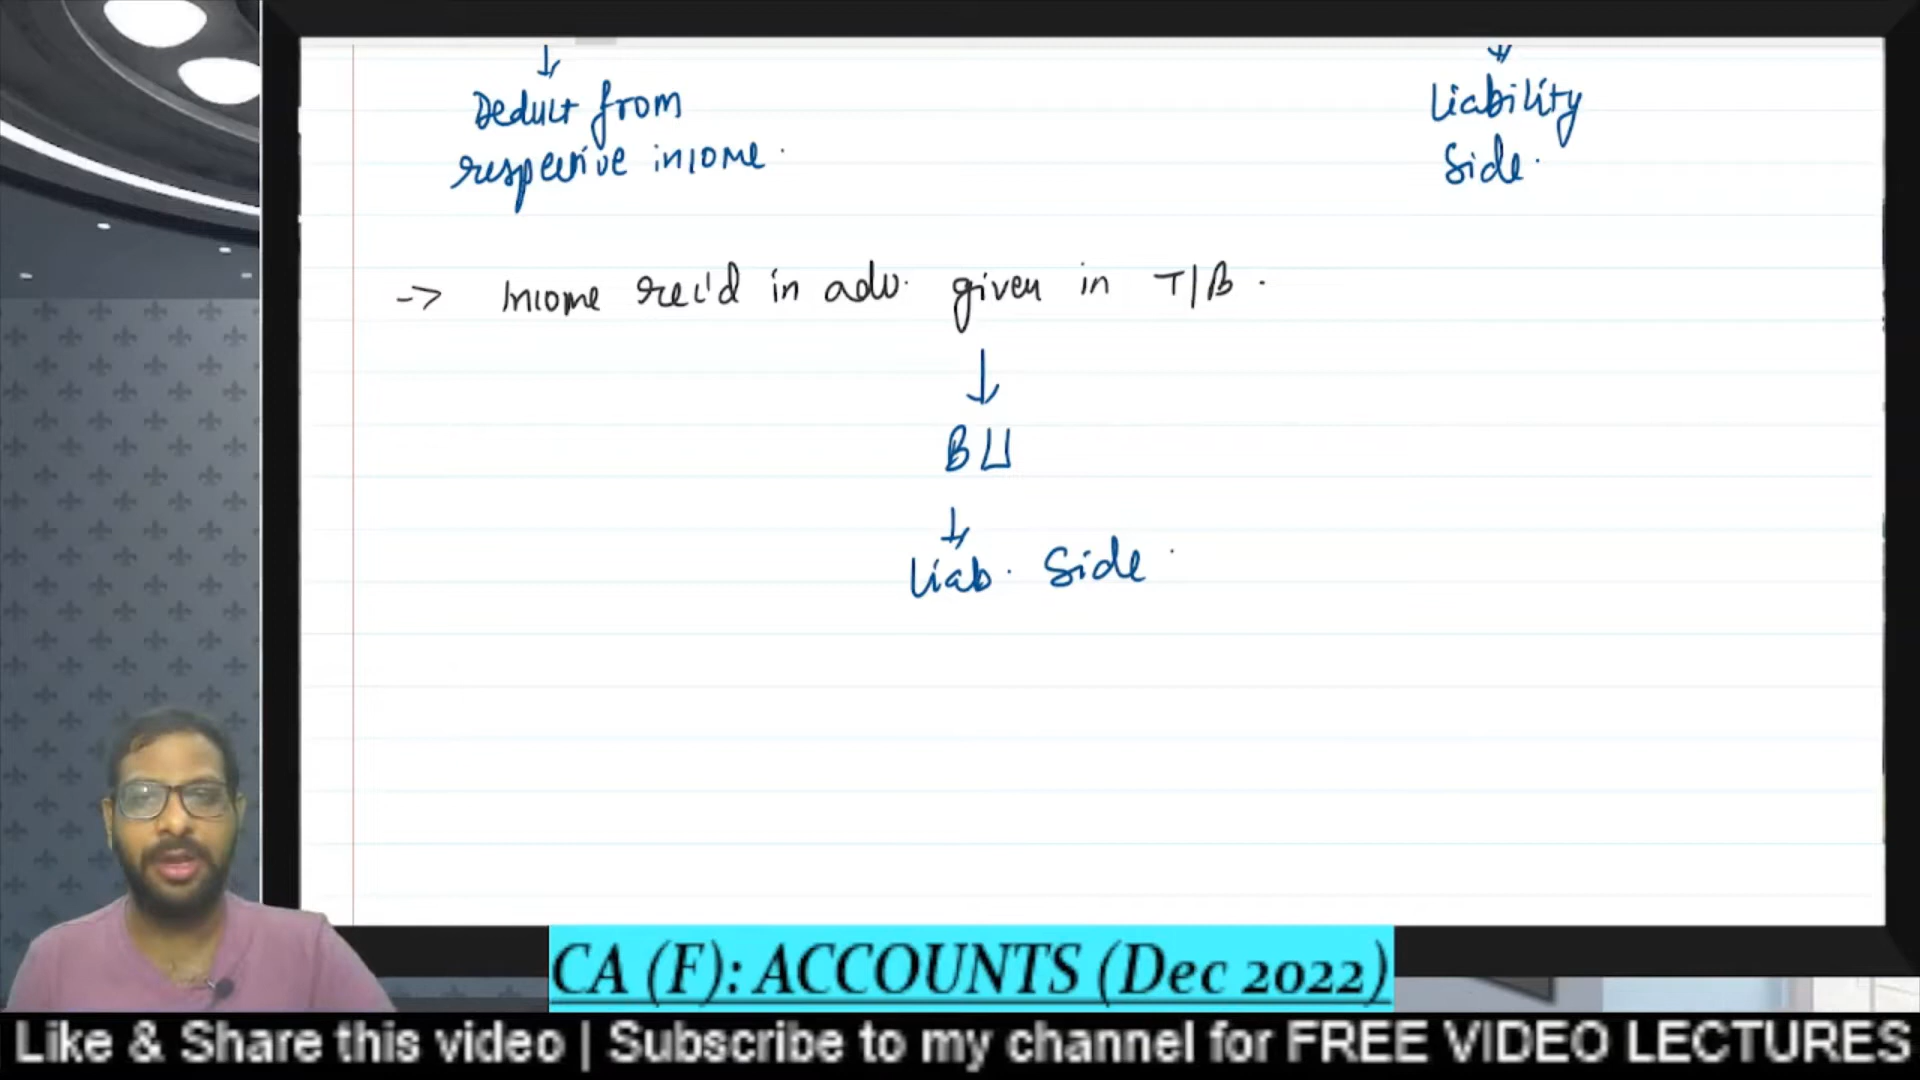 Deduct from
respective income.
Liability
Side.
-> Income rec'd in adv. given in T/B.
Liab. Side
CA (F): ACCOUNTS (Dec 2022)
Like & Share this video | Subscribe to my channel for FREE VIDEO LECTURES